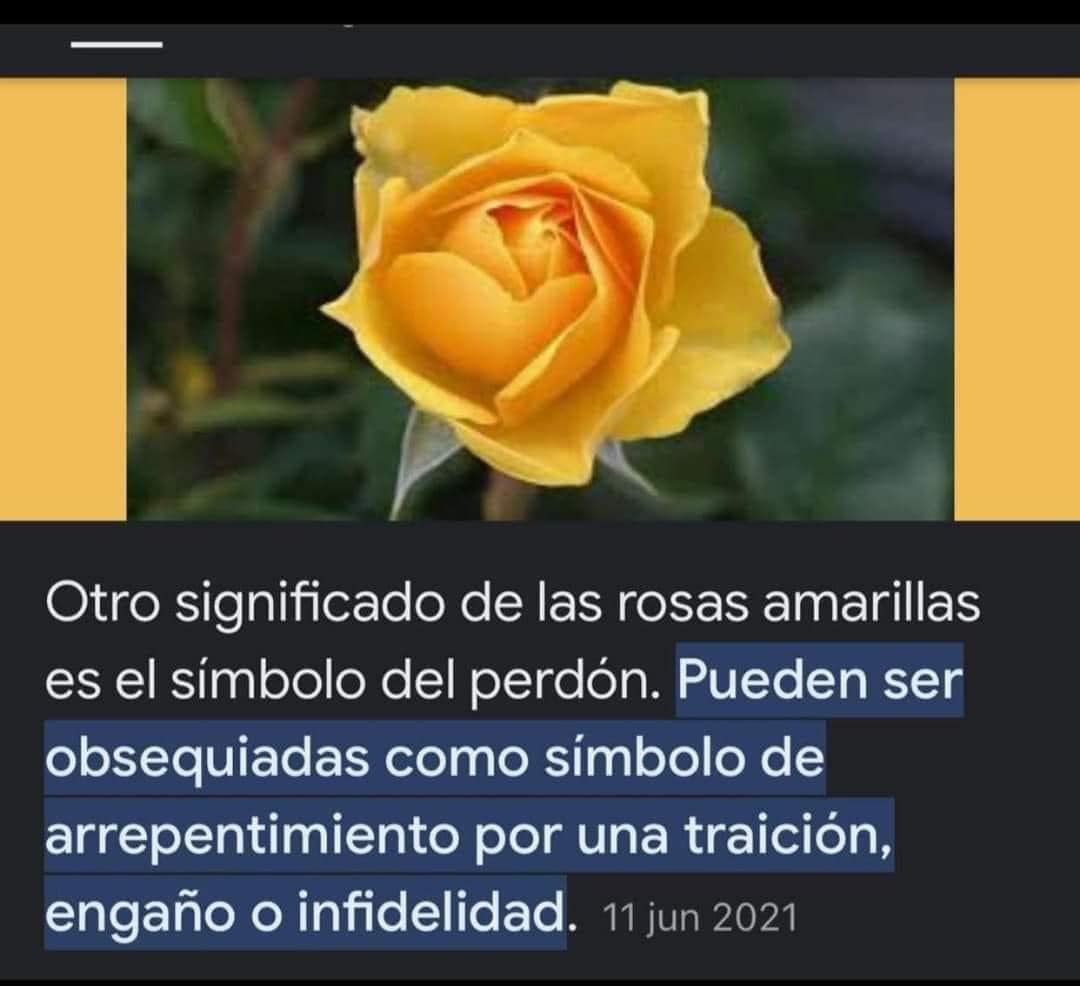 Otro significado de las rosas amarillas
es el símbolo del perdón. Pueden ser
obsequiadas como símbolo de
arrepentimiento por una traición,
engaño o infidelidad. 11 jun 2021